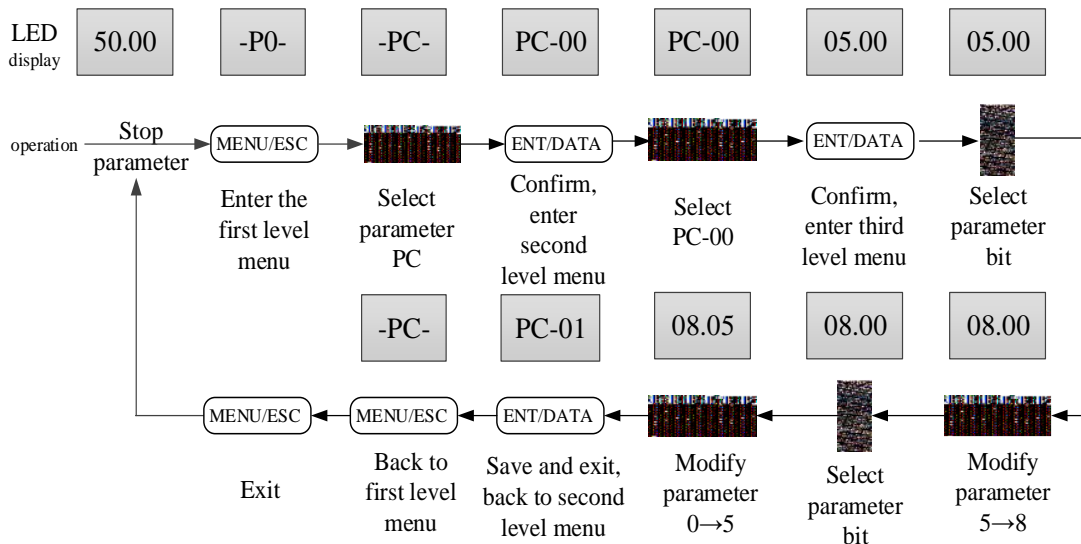 LED
display
50.00
-P0-
-PC-
PC-00
PC-00
05.00
05.00
operation
Stop
parameter
MENU/ESC
ENT/DATA
ENT/DATA
Enter the
first level
menu
Select
parameter
PC
Confirm,
enter
second
level menu
Select
PC-00
Confirm,
enter third
level menu
Select
parameter
bit
-PC-
PC-01
08.05
08.00
08.00
MENU/ESC
MENU/ESC
ENT/DATA
Exit
Back to
first level
menu
Save and exit,
back to second
level menu
Modify
parameter
0→5
Select
parameter
bit
Modify
parameter
5→8